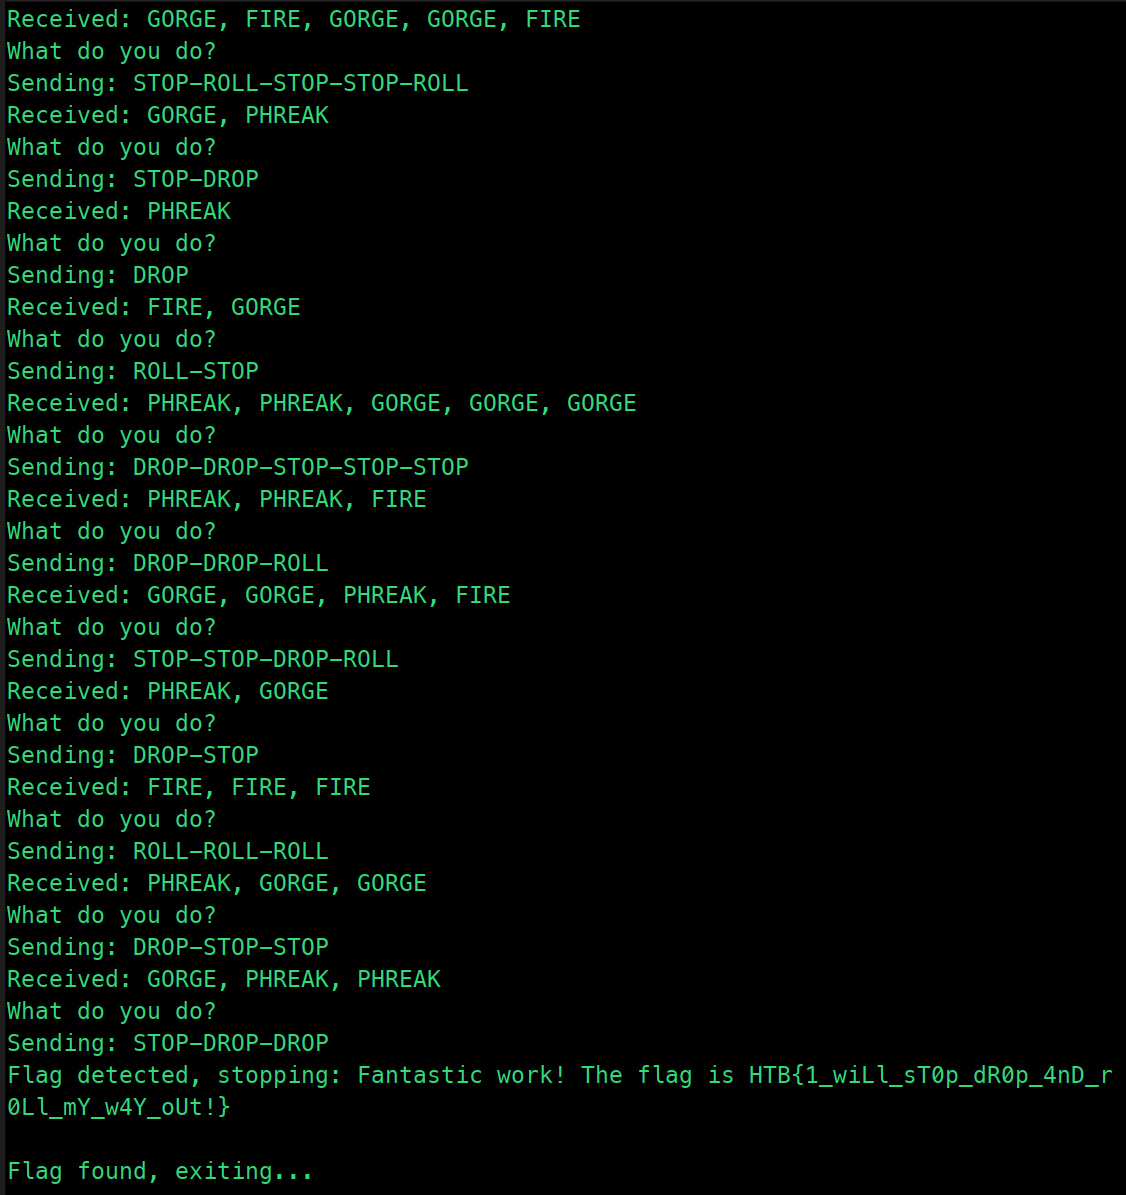 Received: GORGE, FIRE, GORGE, GORGE, FIRE
What do you do?
Sending: STOP-ROLL-STOP-STOP-ROLL
Received: GORGE, PHREAK
What do you do?
Sending: STOP-DROP
Received: PHREAK
What do you do?
Sending: DROP
Received: FIRE, GORGE
What do you do?
Sending: ROLL-STOP
Received: PHREAK, PHREAK, GORGE, GORGE, GORGE
What do you do?
Sending: DROP-DROP-STOP-STOP-STOP
Received: PHREAK, PHREAK, FIRE
What do you do?
Sending: DROP-DROP-ROLL
Received: GORGE, GORGE, PHREAK, FIRE
What do you do?
Sending: STOP-STOP-DROP-ROLL
Received: PHREAK, GORGE
What do you do?
Sending: DROP-STOP
Received: FIRE, FIRE, FIRE
What do you do?
Sending: ROLL-ROLL-ROLL
Received: PHREAK, GORGE, GORGE
What do you do?
Sending: DROP-STOP-STOP
Received: GORGE, PHREAK, PHREAK
What do you do?
Sending: STOP-DROP-DROP
Flag detected, stopping: Fantastic work! The flag is HTB{1_wiLl_sT0p_dR0p_4nD_r
0Ll_mY_w4Y_oUt!}
Flag found, exiting...